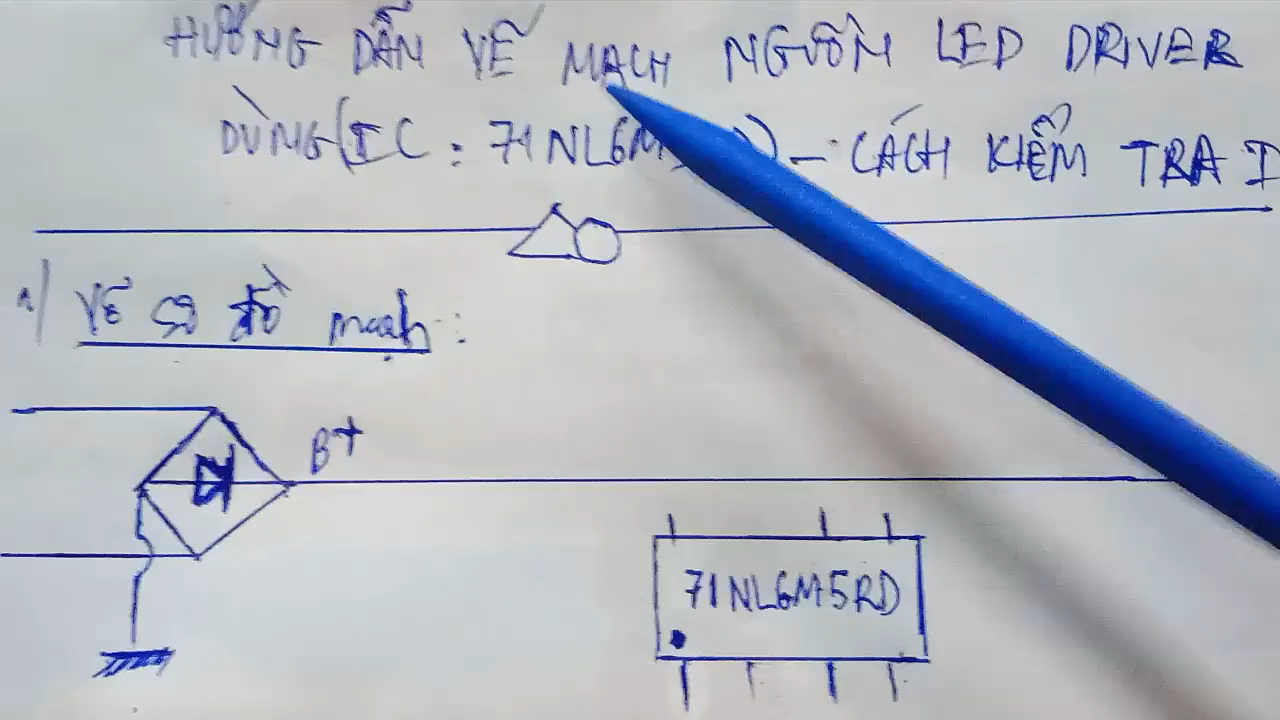 HƯỚNG DẪN VẼ MẠCH NGUỒN LED DRIVER
DÙNG (IC: 71NL6M D) - CÁCH KIỂM TRA I
a/ Vẽ sơ đồ mạch:
B+
71NL6M5RD